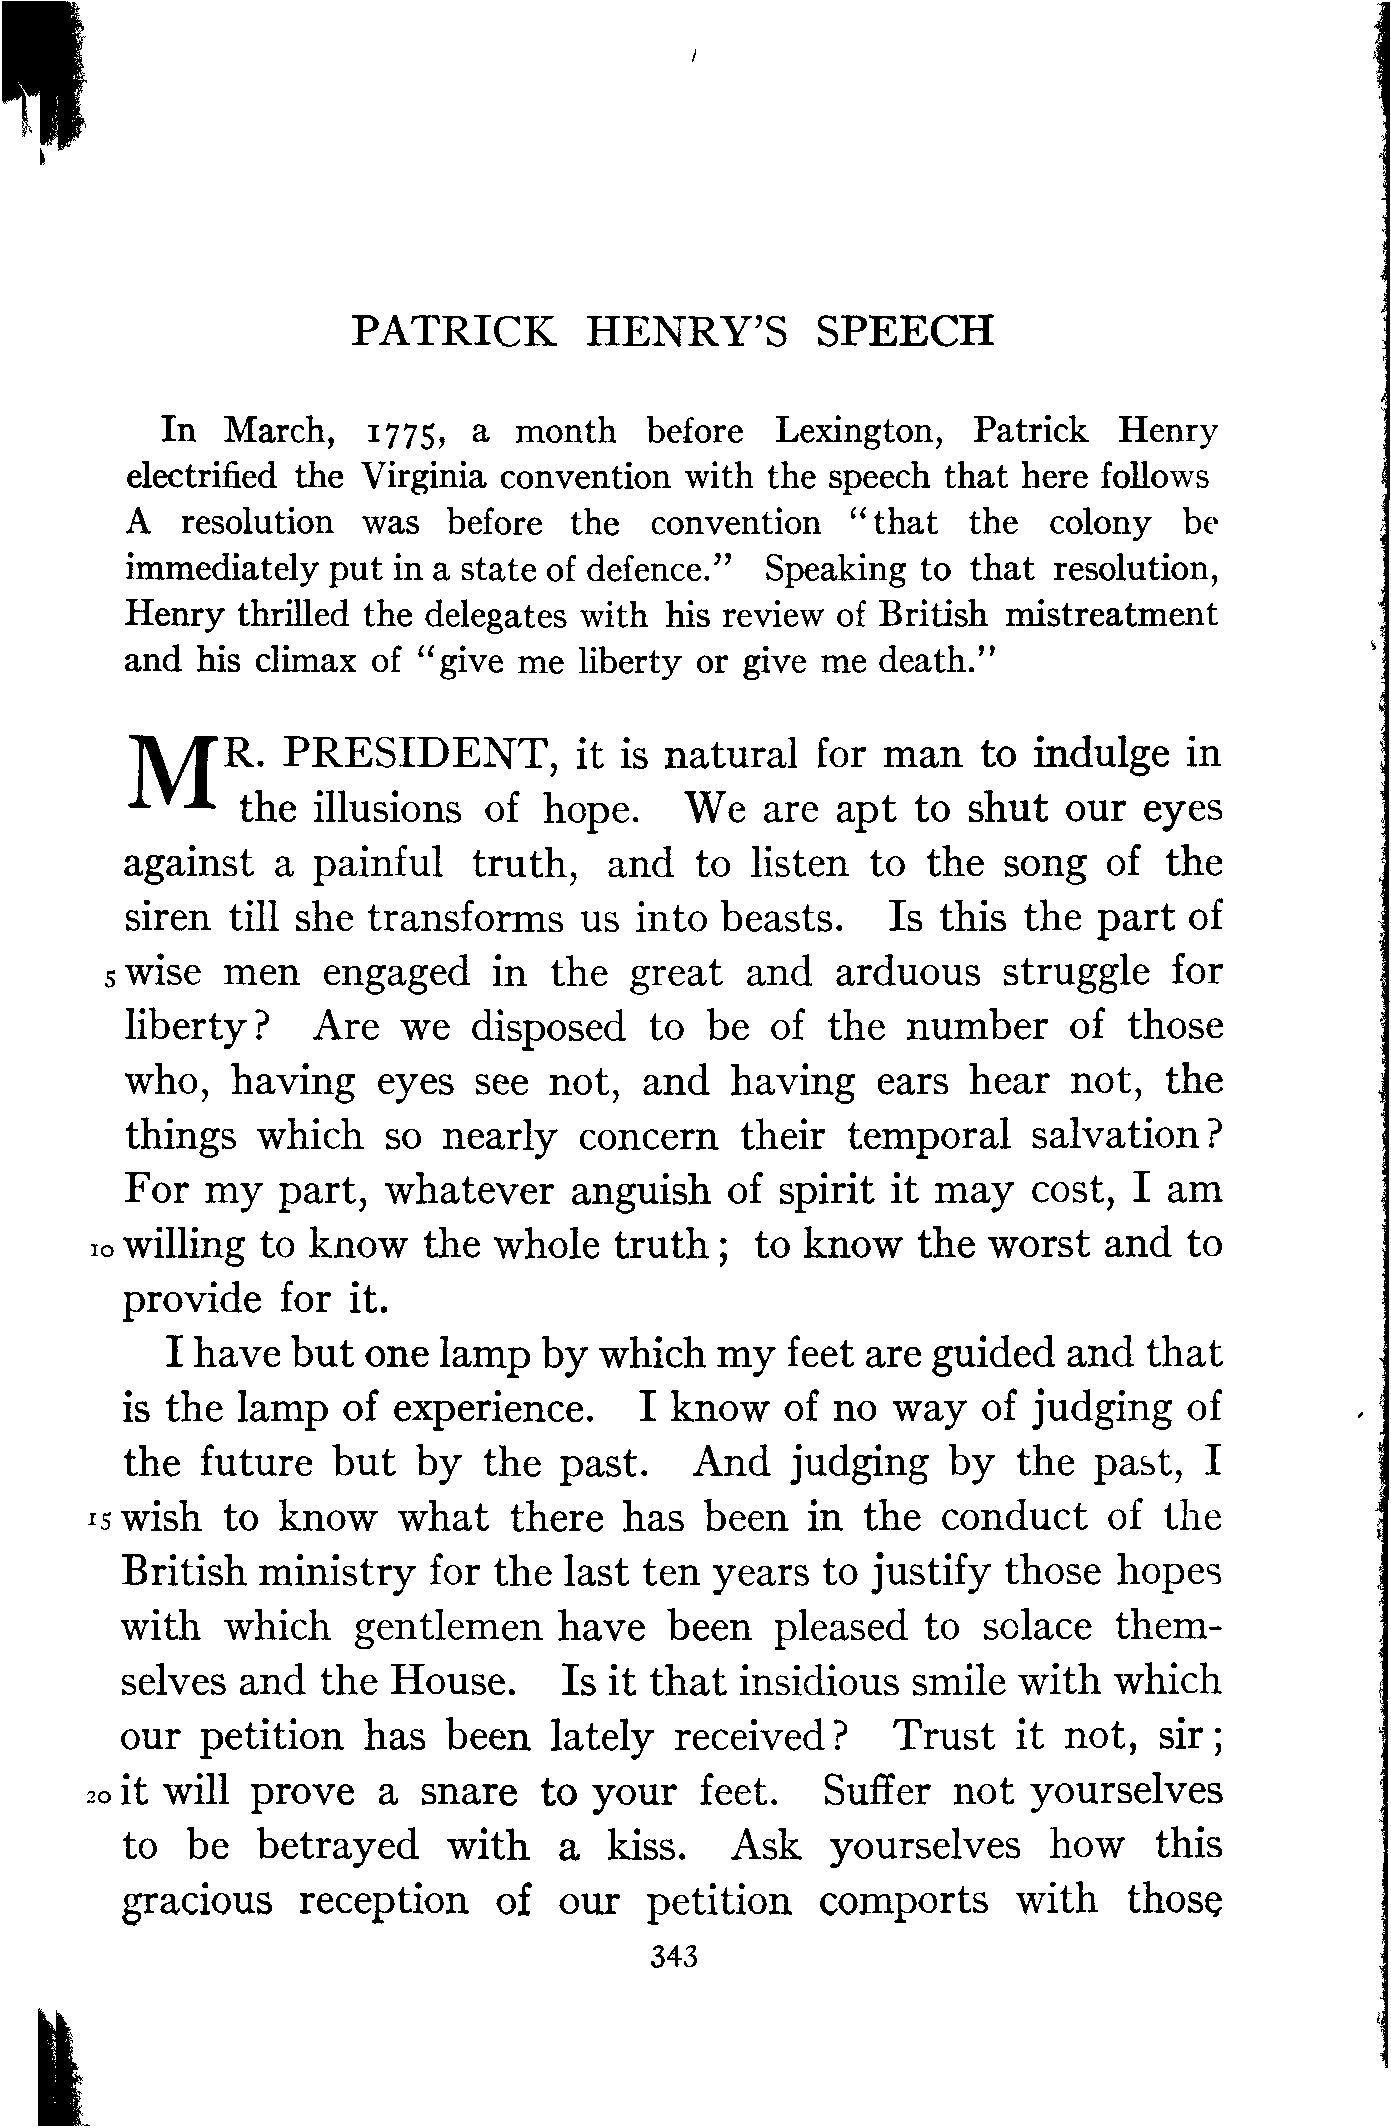 PATRICK HENRY'S SPEECH
In March, 1775, a month before Lexington, Patrick Henry
electrified the Virginia convention with the speech that here follows
A resolution was before the convention "that the colony be
immediately put in a state of defence." Speaking to that resolution,
Henry thrilled the delegates with his review of British mistreatment
and his climax of "give me liberty or give me death."
MR. PRESIDENT, it is natural for man to indulge in
the illusions of hope. We are apt to shut our eyes
against a painful truth, and to listen to the song of the
siren till she transforms us into beasts. Is this the part of
5 wise men engaged in the great and arduous struggle for
liberty? Are we disposed to be of the number of those
who, having eyes see not, and having ears hear not, the
things which so nearly concern their temporal salvation?
For my part, whatever anguish of spirit it may cost, I am
10 willing to know the whole truth; to know the worst and to
provide for it.
I have but one lamp by which my feet are guided and that
is the lamp of experience. I know of no way of judging of
the future but by the past. And judging by the past, I
15 wish to know what there has been in the conduct of the
British ministry for the last ten years to justify those hopes
with which gentlemen have been pleased to solace them-
selves and the House. Is it that insidious smile with which
our petition has been lately received? Trust it not, sir;
20 it will prove a snare to your feet. Suffer not yourselves
to be betrayed with a kiss. Ask yourselves how this
gracious reception of our petition comports with those
343